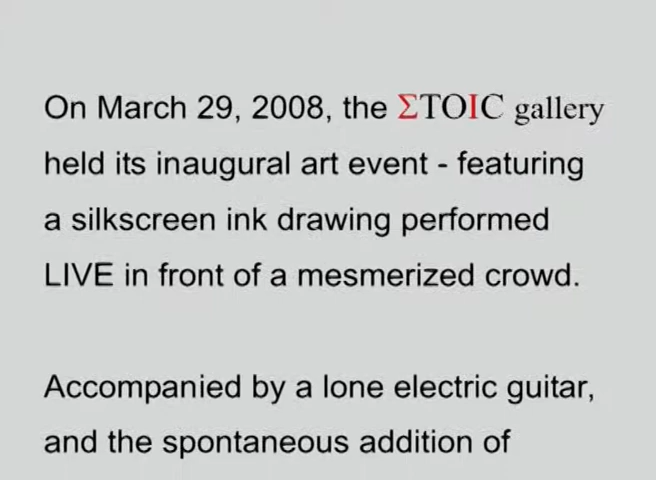 On March 29, 2008, the ΣTOIC gallery
held its inaugural art event - featuring
a silkscreen ink drawing performed
LIVE in front of a mesmerized crowd.
Accompanied by a lone electric guitar,
and the spontaneous addition of